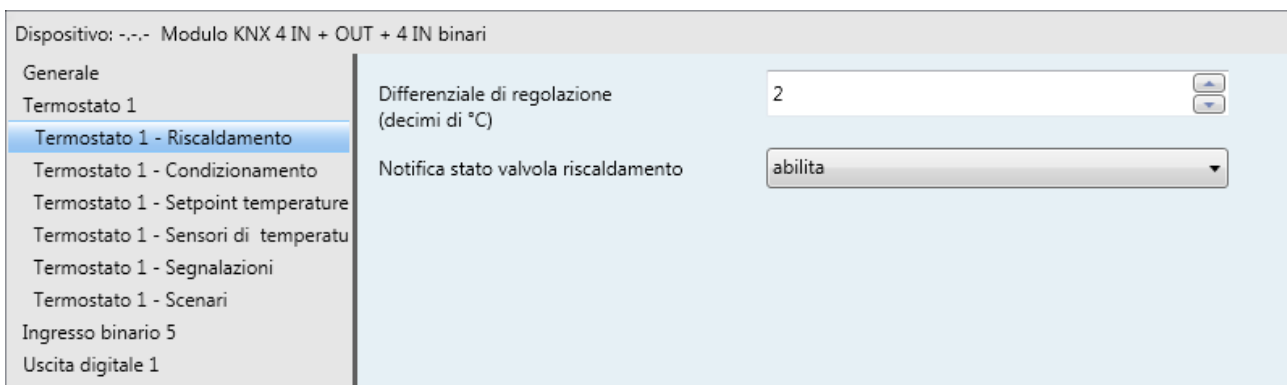 Dispositivo: -.-.- Modulo KNX 4 IN + OUT + 4 IN binari
Generale
Termostato 1
Termostato 1 - Riscaldamento
Termostato 1 - Condizionamento
Termostato 1 - Setpoint temperature
Termostato 1 - Sensori di temperatu
Termostato 1 - Segnalazioni
Termostato 1 - Scenari
Ingresso binario 5
Uscita digitale 1
Differenziale di regolazione
(decimi di °C)
2
Notifica stato valvola riscaldamento
abilita